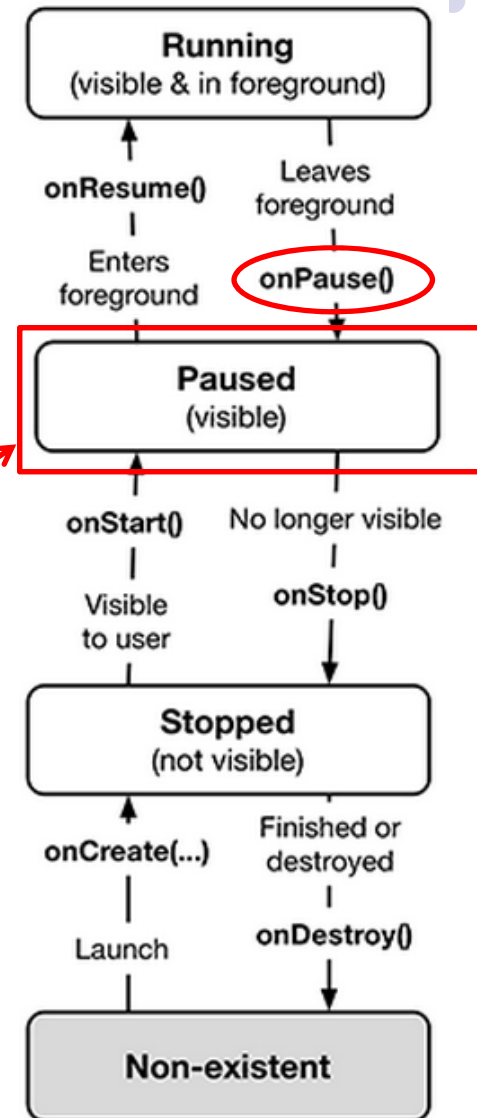 Running
(visible & in foreground)
onResume()
Enters
foreground
Leaves
foreground
onPause()
Paused
(visible)
onStart()
Visible
to user
No longer visible
onStop()
Stopped
(not visible)
onCreate(...)
Launch
Finished or
destroyed
onDestroy()
Non-existent